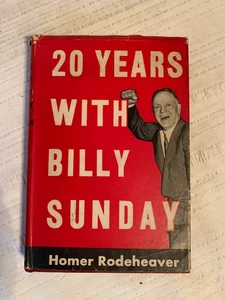 20 YEARS
WITH
BILLY
SUNDAY
Homer Rodeheaver